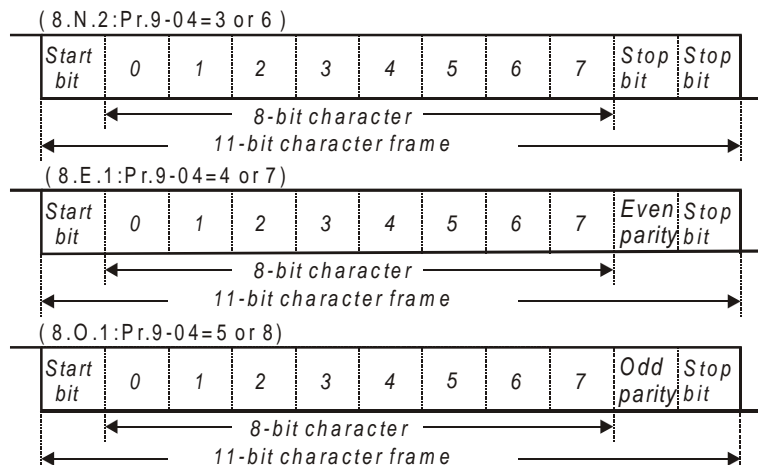 (8.N.2:Pr.9-04=3 or 6)
Start bit 0 1 2 3 4 5 6 7 Stop bit Stop bit
8-bit character
11-bit character frame
(8.E.1:Pr.9-04=4 or 7)
Start bit 0 1 2 3 4 5 6 7 Even parity Stop bit
8-bit character
11-bit character frame
(8.O.1:Pr.9-04=5 or 8)
Start bit 0 1 2 3 4 5 6 7 Odd parity Stop bit
8-bit character
11-bit character frame